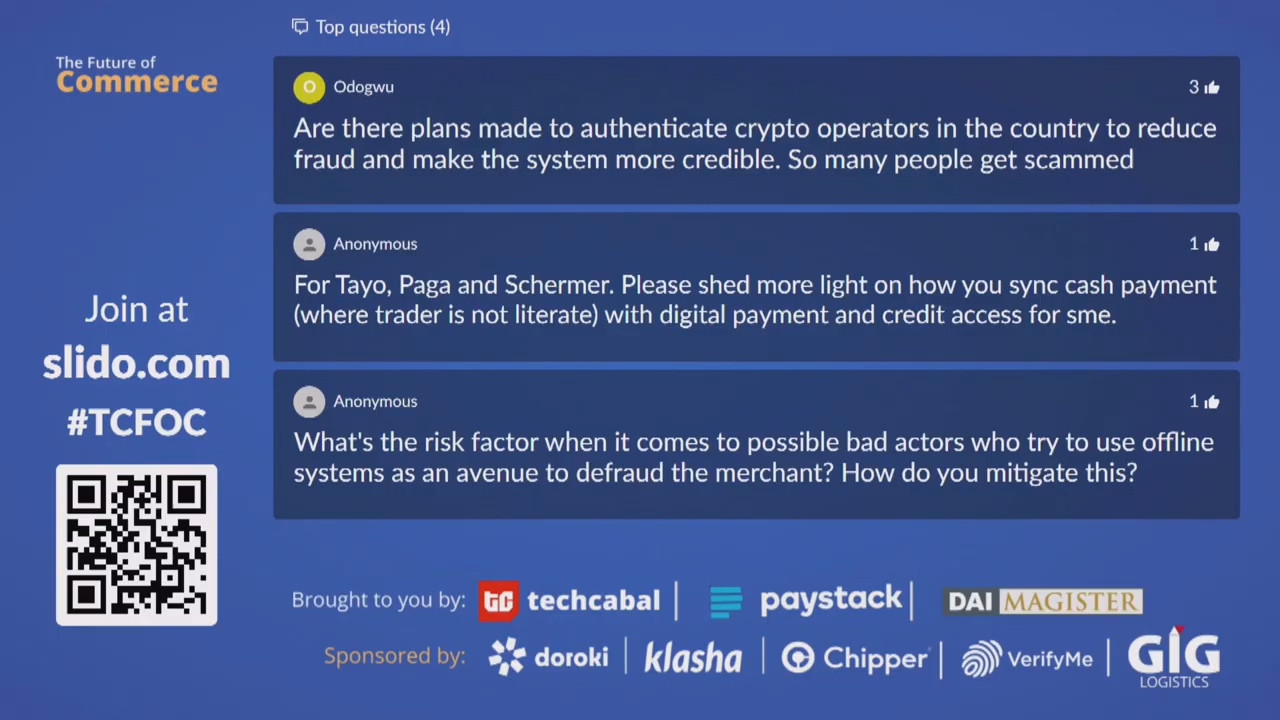 Top questions (4)
The Future of
Commerce
O Odogwu 3
Are there plans made to authenticate crypto operators in the country to reduce
fraud and make the system more credible. So many people get scammed
Anonymous 1
For Tayo, Paga and Schermer. Please shed more light on how you sync cash payment
(where trader is not literate) with digital payment and credit access for sme.
Anonymous 1
What's the risk factor when it comes to possible bad actors who try to use offline
systems as an avenue to defraud the merchant? How do you mitigate this?
Join at
slido.com
#TCFOC
Brought to you by: TC techcabal | paystack | DAI MAGISTER
Sponsored by: doroki | klasha | Chipper | VerifyMe | GIG
LOGISTICS